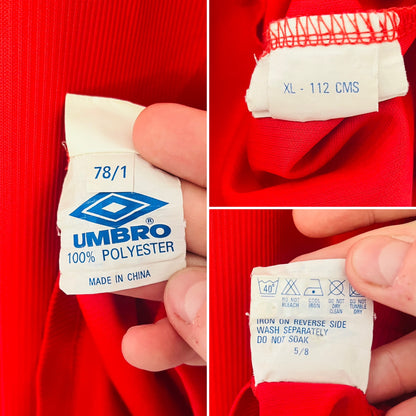 78/1
UMBRO®
100% POLYESTER
MADE IN CHINA
XL - 112 CMS
40°
DO NOT BLEACH
COOL IRON
DO NOT DRY CLEAN
DO NOT TUMBLE DRY
IRON ON REVERSE SIDE
WASH SEPARATELY
DO NOT SOAK
5/8